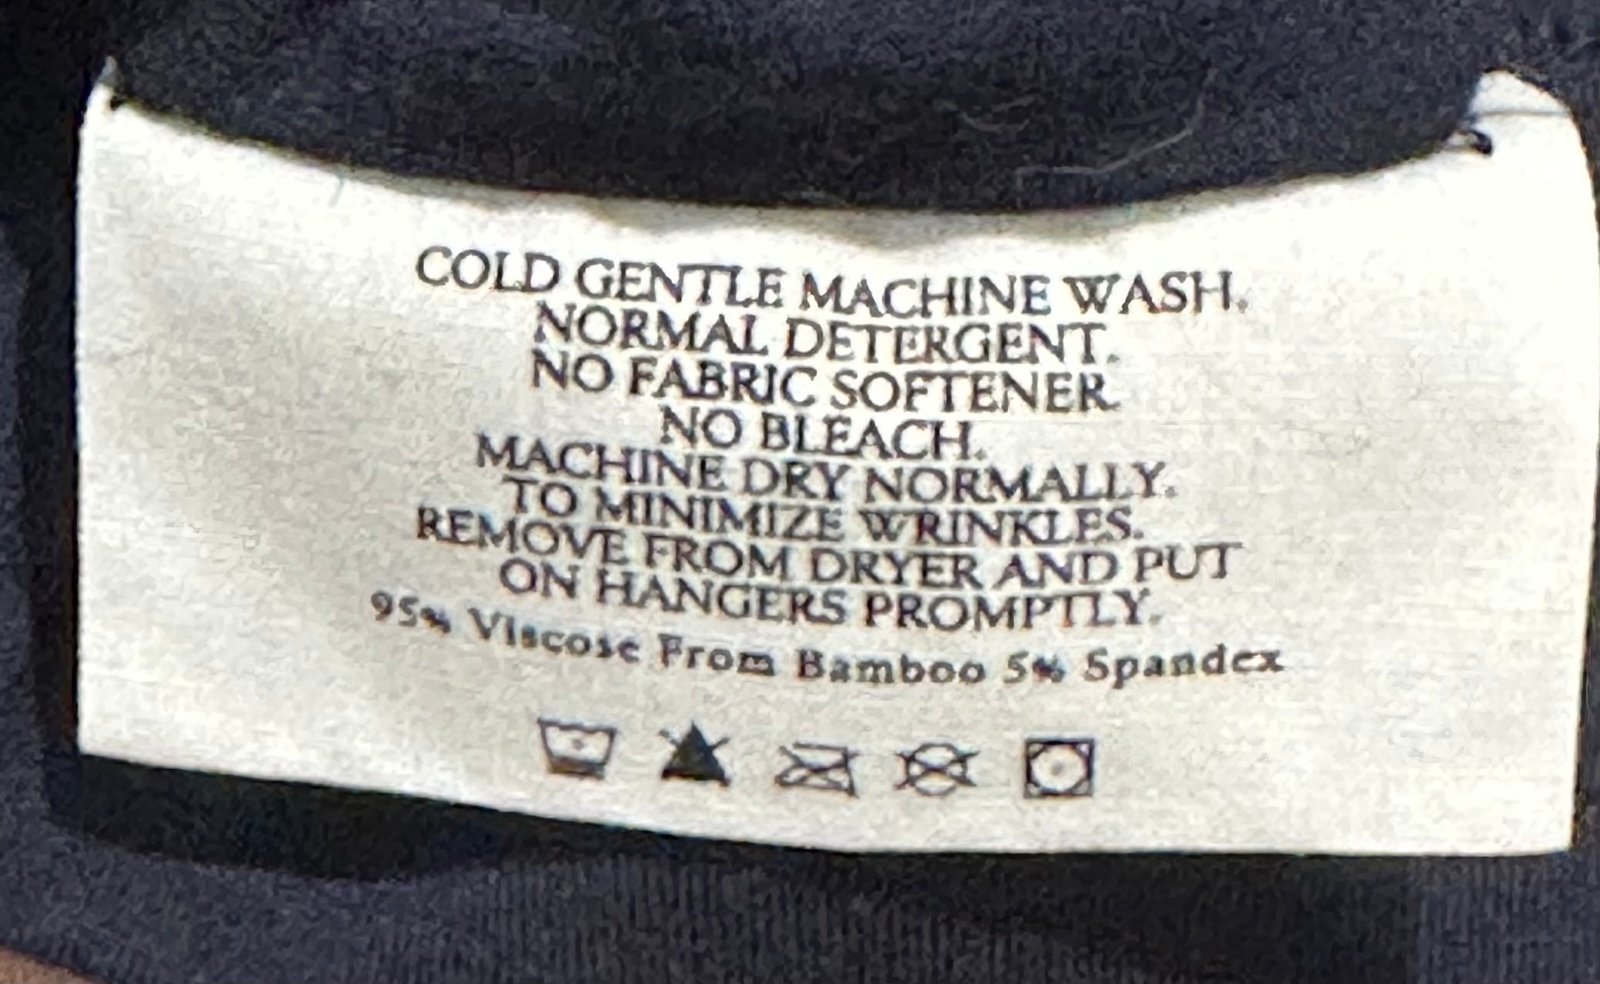 COLD GENTLE MACHINE WASH.
NORMAL DETERGENT.
NO FABRIC SOFTENER.
NO BLEACH.
MACHINE DRY NORMALLY.
TO MINIMIZE WRINKLES.
REMOVE FROM DRYER AND PUT
ON HANGERS PROMPTLY.
95% Viscose From Bamboo 5% Spandex